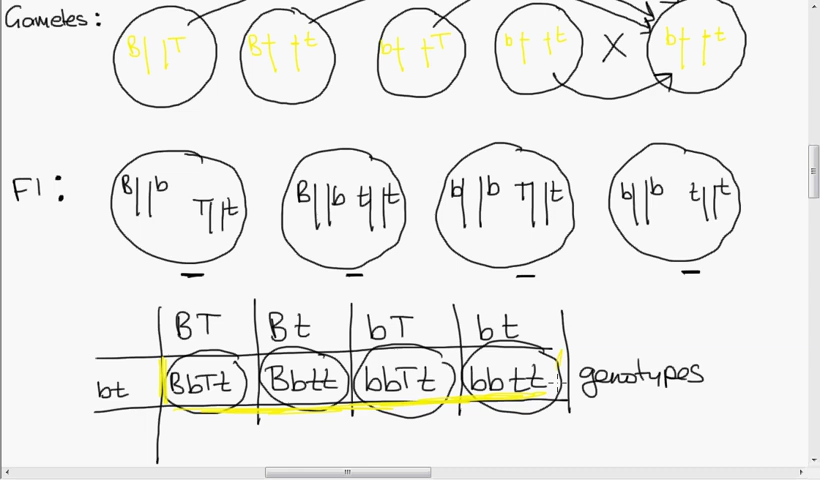 Gametes: B T B t b T b t X b t
F1: B b T t B b t t b b T t b b t t
BT Bt bT bt
bt BbTt Bbtt bbTt bbtt genotypes